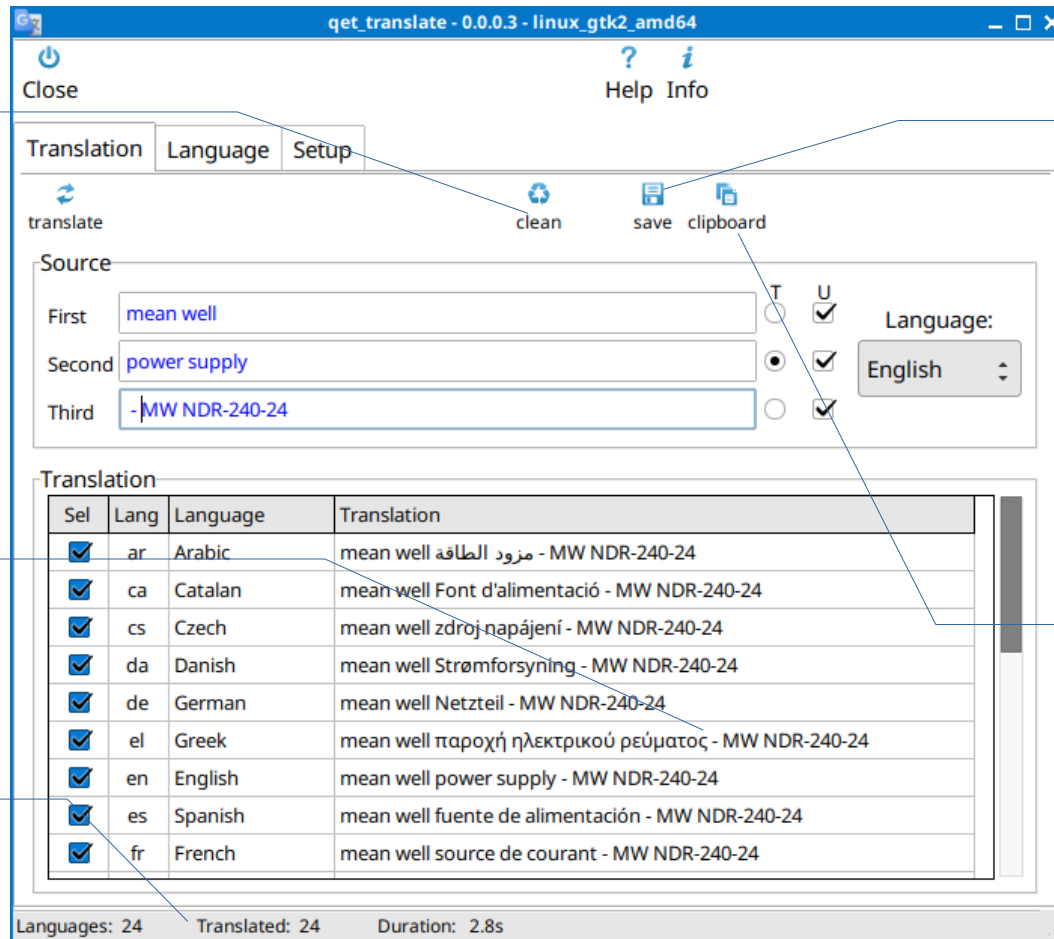 qet_translate - 0.0.0.3 - linux_gtk2_amd64
Close Help Info
Translation Language Setup
translate clean save clipboard
Source
T U
First mean well
Language:
Second power supply
English
Third - MW NDR-240-24
Translation
Sel Lang Language Translation
ar Arabic mean well مزود الطاقة - MW NDR-240-24
ca Catalan mean well Font d'alimentació - MW NDR-240-24
cs Czech mean well zdroj napájení - MW NDR-240-24
da Danish mean well Strømforsyning - MW NDR-240-24
de German mean well Netzteil - MW NDR-240-24
el Greek mean well παροχή ηλεκτρικού ρεύματος - MW NDR-240-24
en English mean well power supply - MW NDR-240-24
es Spanish mean well fuente de alimentación - MW NDR-240-24
fr French mean well source de courant - MW NDR-240-24
Languages: 24 Translated: 24 Duration: 2.8s